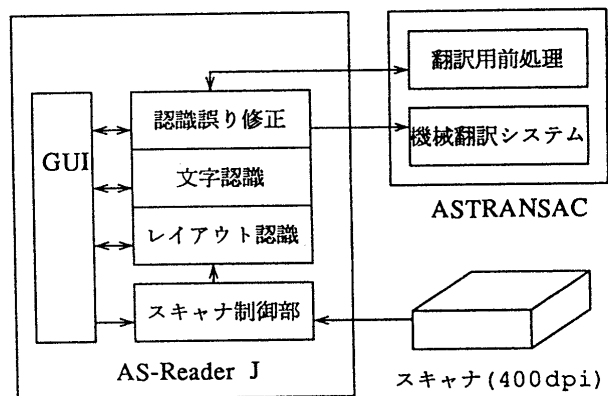 翻訳用前処理
認識誤り修正
機械翻訳システム
GUI
文字認識
ASTRANSAC
レイアウト認識
スキャナ制御部
AS-Reader J
スキャナ(400dpi)